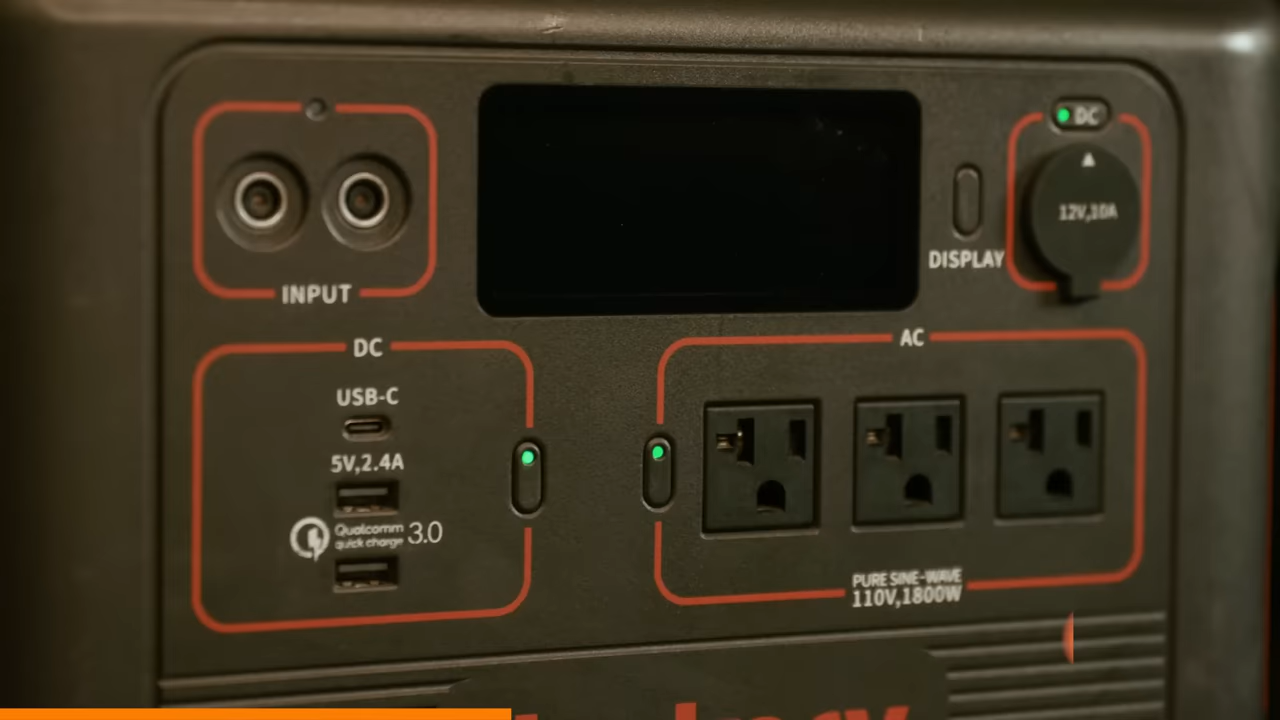 DC
12V,10A
DISPLAY
INPUT
DC
AC
USB-C
5V,2.4A
Qualcomm
quick charge 3.0
PURE SINE-WAVE
110V,1800W